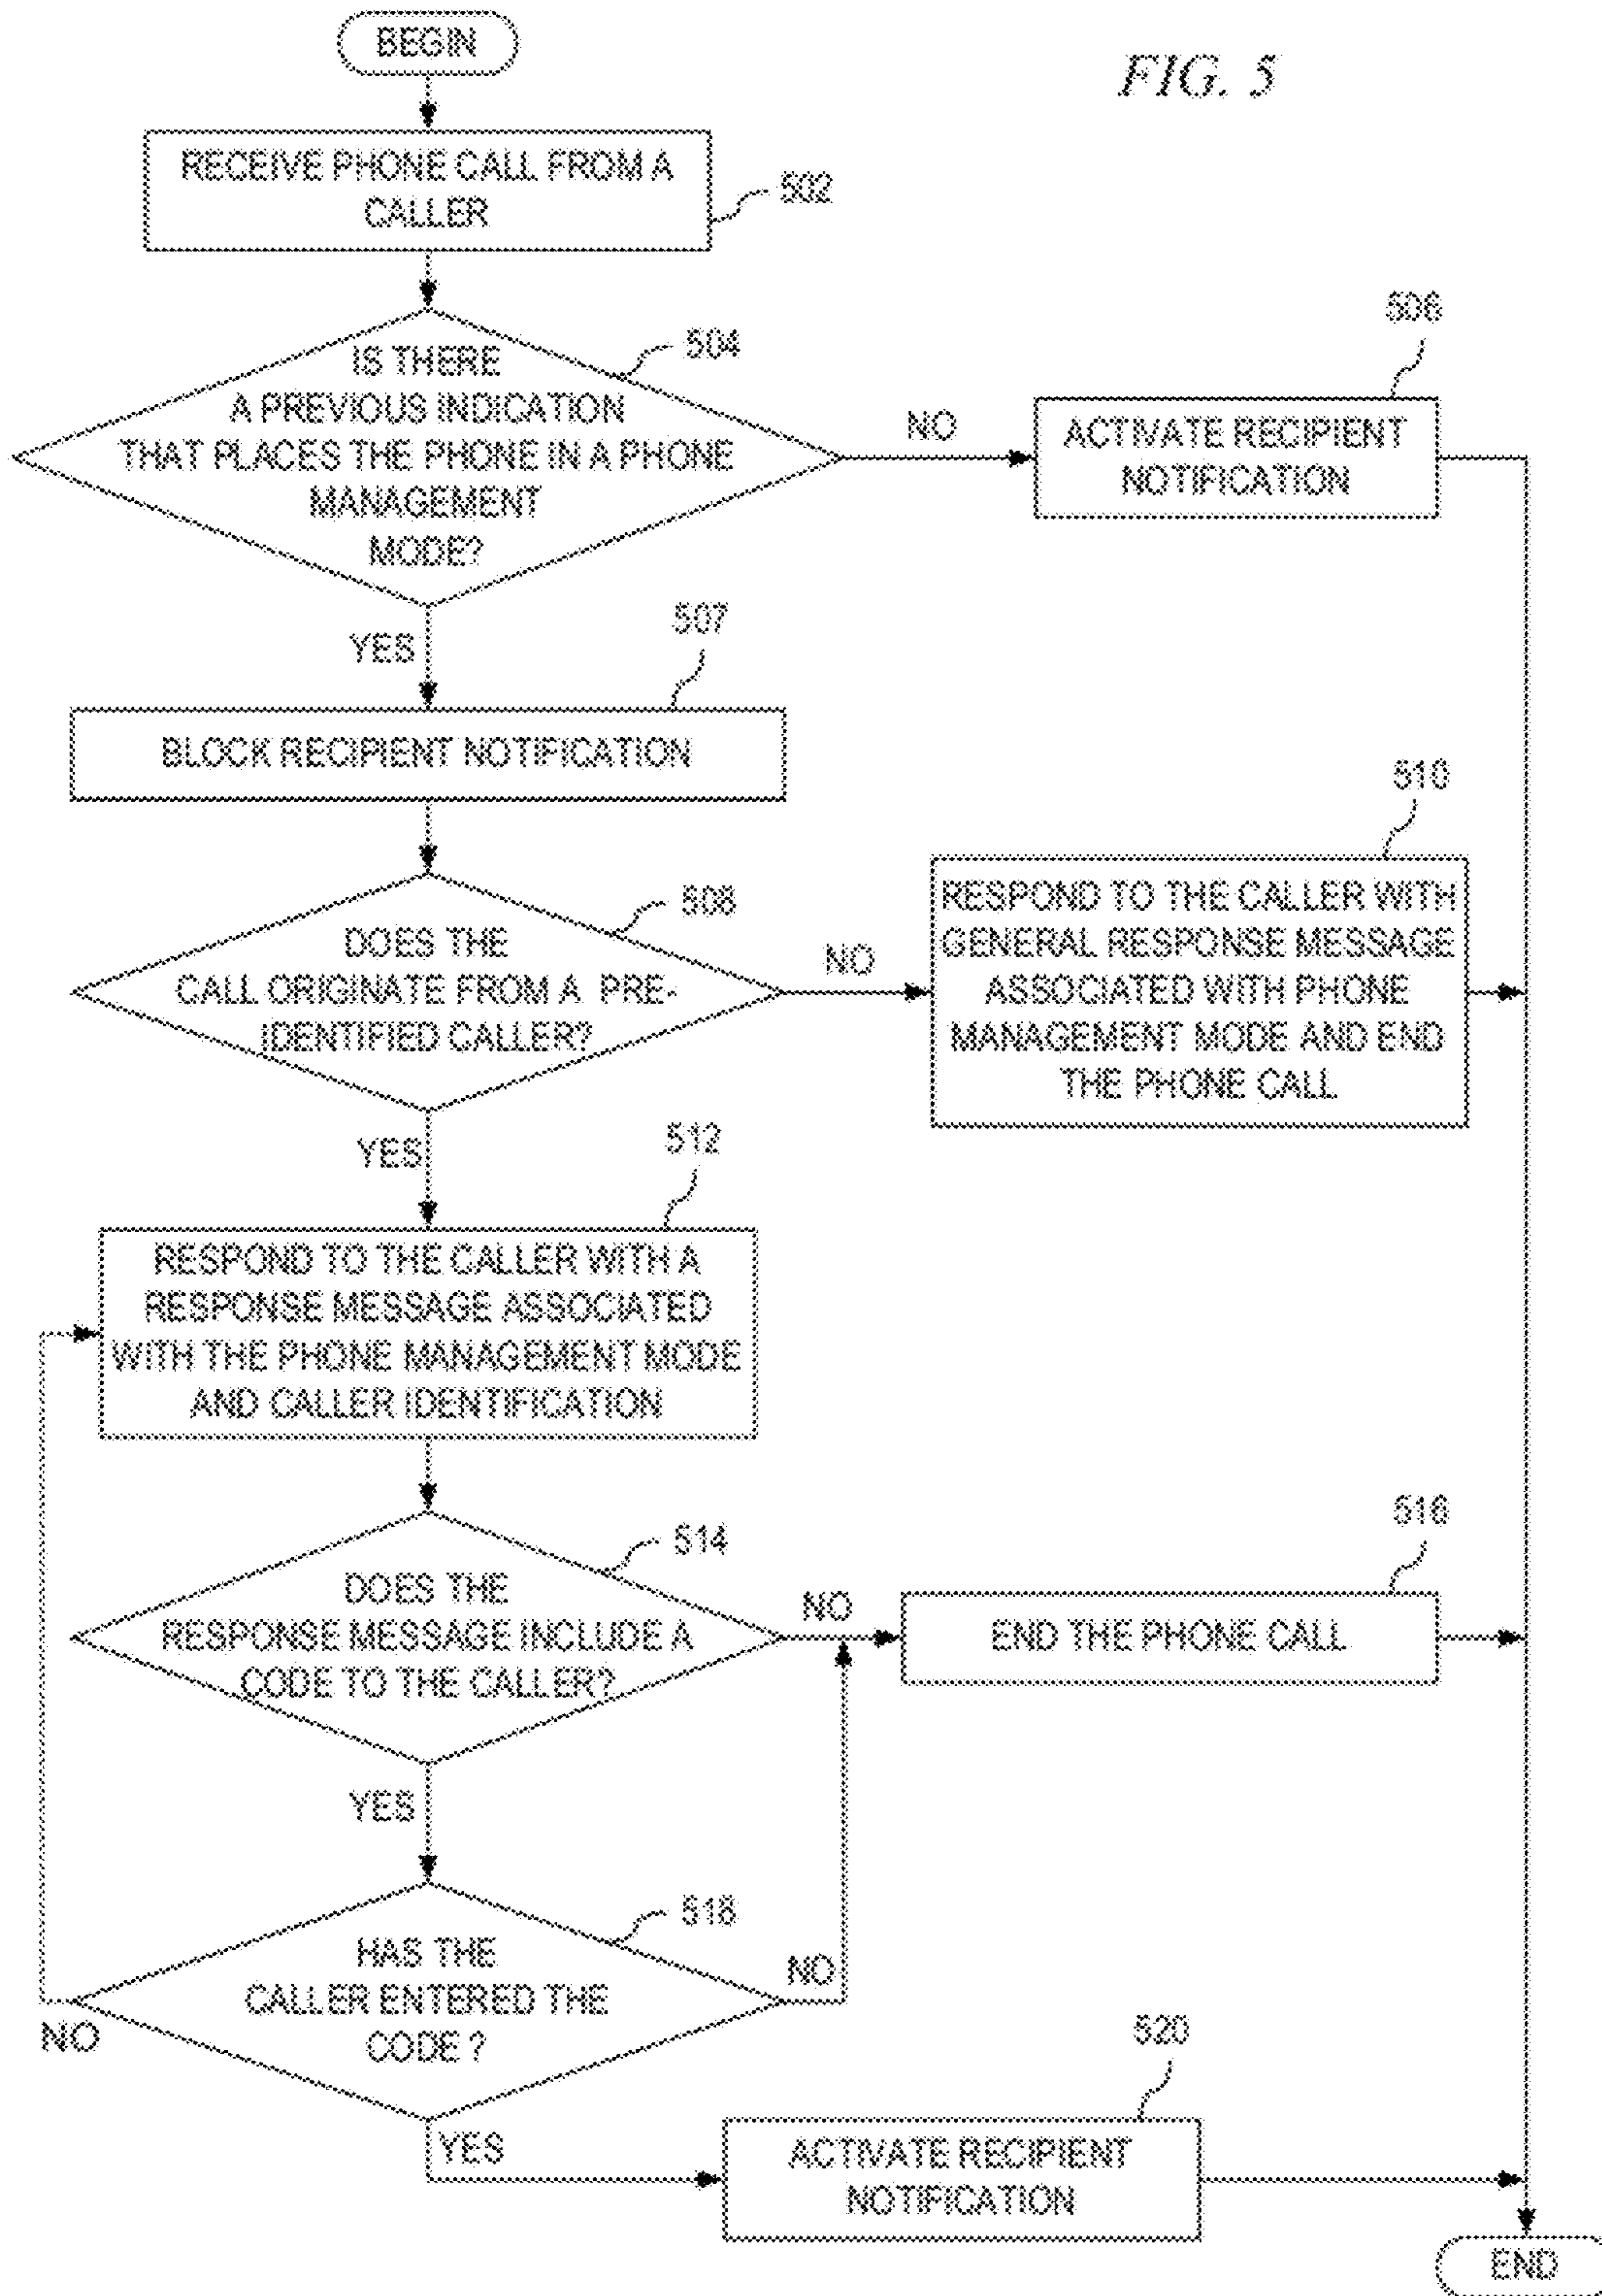 BEGIN
FIG. 5
RECEIVE PHONE CALL FROM A
CALLER
502
504
IS THERE
A PREVIOUS INDICATION
THAT PLACES THE PHONE IN A PHONE
MANAGEMENT
MODE?
NO
506
ACTIVATE RECIPIENT
NOTIFICATION
YES
507
BLOCK RECIPIENT NOTIFICATION
508
DOES THE
CALL ORIGINATE FROM A PRE-
IDENTIFIED CALLER?
NO
510
RESPOND TO THE CALLER WITH
GENERAL RESPONSE MESSAGE
ASSOCIATED WITH PHONE
MANAGEMENT MODE AND END
THE PHONE CALL
YES
512
RESPOND TO THE CALLER WITH A
RESPONSE MESSAGE ASSOCIATED
WITH THE PHONE MANAGEMENT MODE
AND CALLER IDENTIFICATION
514
DOES THE
RESPONSE MESSAGE INCLUDE A
CODE TO THE CALLER?
NO
516
END THE PHONE CALL
YES
518
HAS THE
CALLER ENTERED THE
CODE ?
NO
NO
YES
520
ACTIVATE RECIPIENT
NOTIFICATION
END